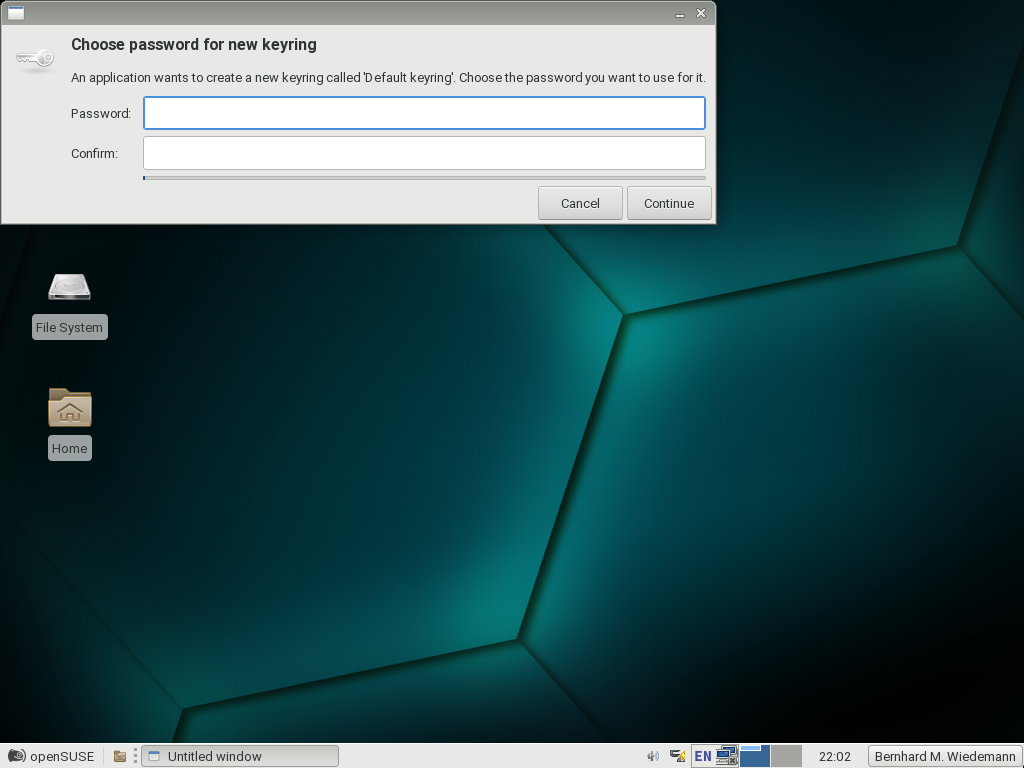 Choose password for new keyring
An application wants to create a new keyring called 'Default keyring'. Choose the password you want to use for it.
Password:
Confirm:
Cancel Continue
File System
Home
openSUSE Untitled window EN 22:02 Bernhard M. Wiedemann